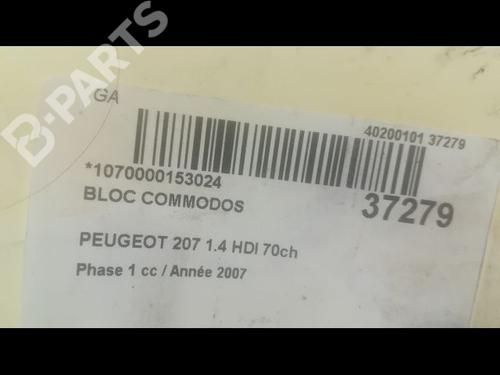 B-PARTS
GA
40200101 37279
*1070000153024
37279
BLOC COMMODOS
PEUGEOT 207 1.4 HDI 70ch
Phase 1 cc / Année 2007